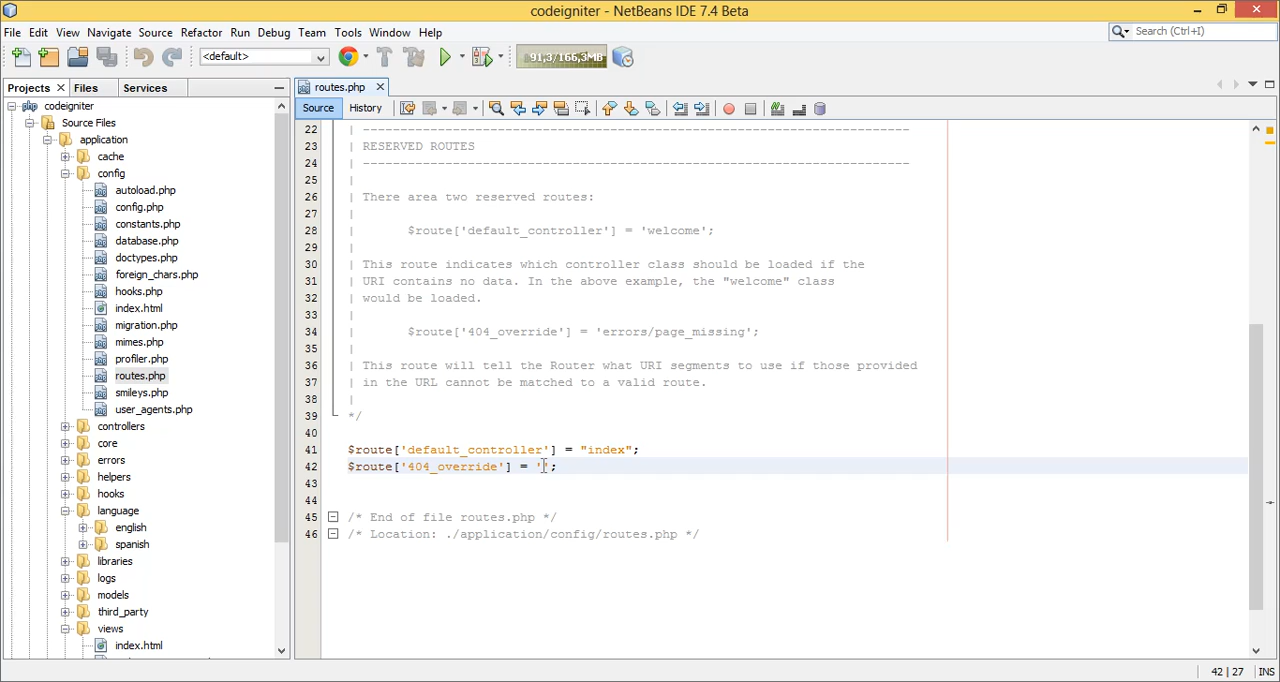 codeigniter - NetBeans IDE 7.4 Beta
File Edit View Navigate Source Refactor Run Debug Team Tools Window Help
Search (Ctrl+I)
<default>
91,3/166,3MB
Projects Files Services
routes.php
Source History
codeigniter
Source Files
application
cache
config
autoload.php
config.php
constants.php
database.php
doctypes.php
foreign_chars.php
hooks.php
index.html
migration.php
mimes.php
profiler.php
routes.php
smileys.php
user_agents.php
controllers
core
errors
helpers
hooks
language
english
spanish
libraries
logs
models
third_party
views
index.html
22 | -------------------------------------------------------------------------
23 | RESERVED ROUTES
24 | -------------------------------------------------------------------------
25 |
26 | There area two reserved routes:
27 |
28 | $route['default_controller'] = 'welcome';
29 |
30 | This route indicates which controller class should be loaded if the
31 | URI contains no data. In the above example, the "welcome" class
32 | would be loaded.
33 |
34 | $route['404_override'] = 'errors/page_missing';
35 |
36 | This route will tell the Router what URI segments to use if those provided
37 | in the URL cannot be matched to a valid route.
38 |
39 */
40
41 $route['default_controller'] = "index";
42 $route['404_override'] = '';
43
44
45 /* End of file routes.php */
46 /* Location: ./application/config/routes.php */
42 | 27 INS